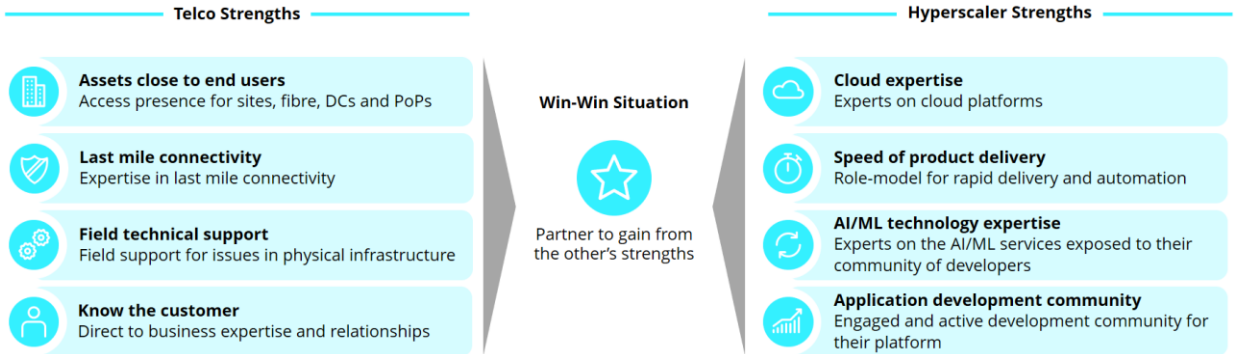 Telco Strengths
Assets close to end users
Access presence for sites, fibre, DCs and PoPs
Last mile connectivity
Expertise in last mile connectivity
Field technical support
Field support for issues in physical infrastructure
Know the customer
Direct to business expertise and relationships
Win-Win Situation
Partner to gain from
the other’s strengths
Hyperscaler Strengths
Cloud expertise
Experts on cloud platforms
Speed of product delivery
Role-model for rapid delivery and automation
AI/ML technology expertise
Experts on the AI/ML services exposed to their
community of developers
Application development community
Engaged and active development community for
their platform